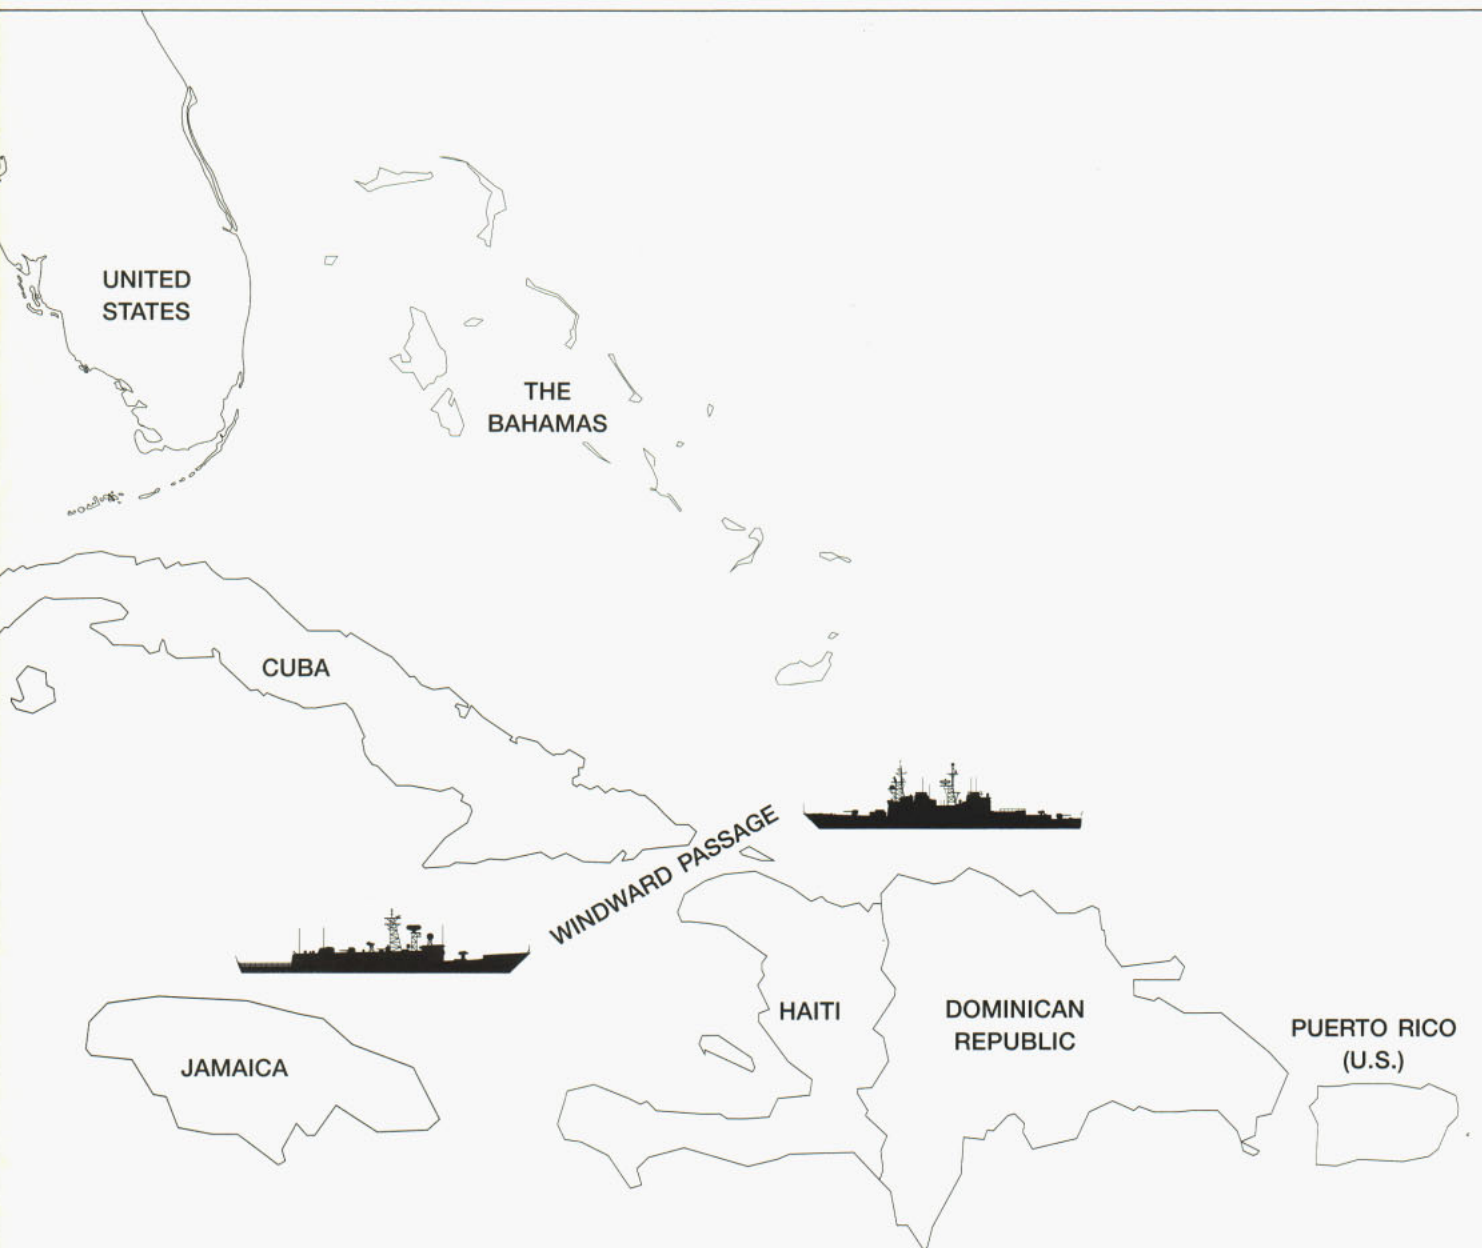 UNITED
STATES
THE
BAHAMAS
CUBA
WINDWARD PASSAGE
HAITI
DOMINICAN
REPUBLIC
PUERTO RICO
(U.S.)
JAMAICA